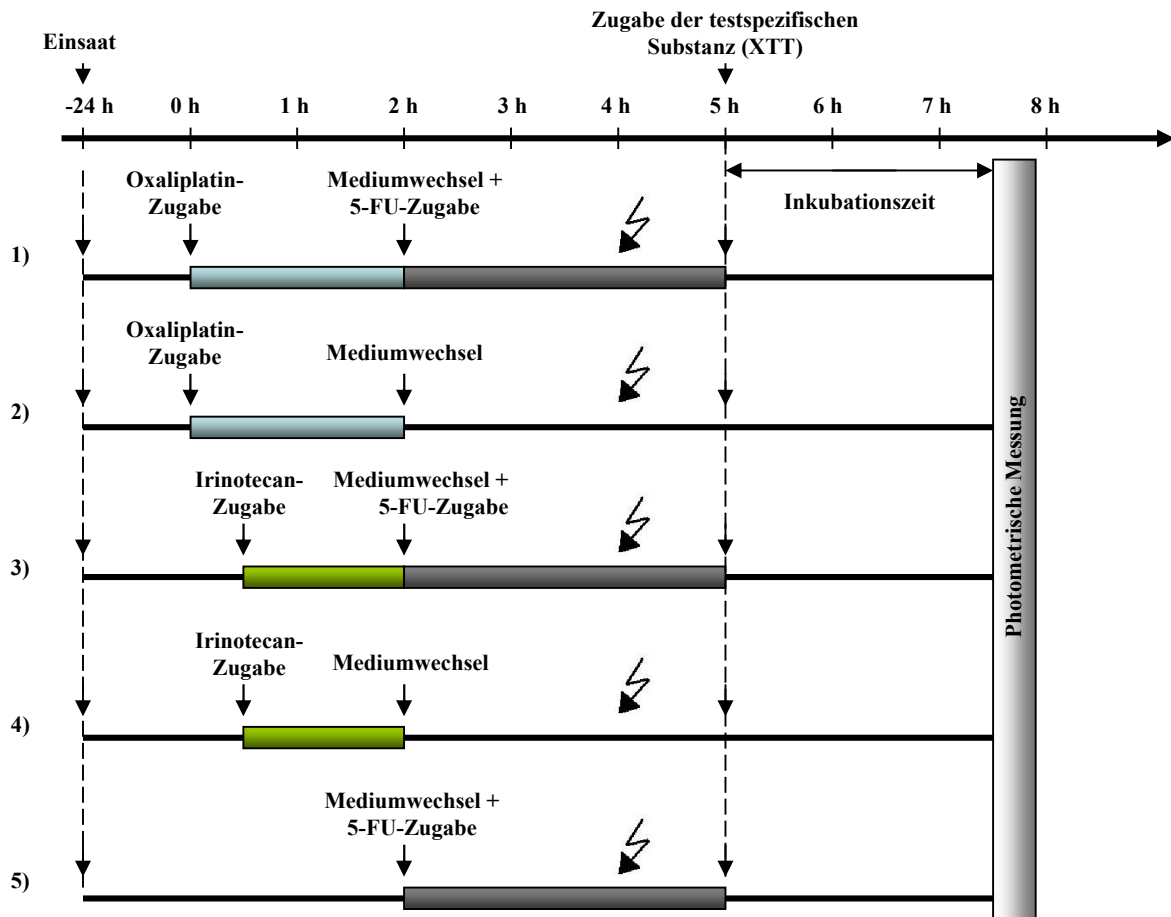 Einsaat
Zugabe der testspezifischen
Substanz (XTT)
-24 h 0 h 1 h 2 h 3 h 4 h 5 h 6 h 7 h 8 h
Inkubationszeit
Oxaliplatin-
Zugabe
Mediumwechsel +
5-FU-Zugabe
1)
Oxaliplatin-
Zugabe
Mediumwechsel
2)
Irinotecan-
Zugabe
Mediumwechsel +
5-FU-Zugabe
3)
Irinotecan-
Zugabe
Mediumwechsel
4)
Mediumwechsel +
5-FU-Zugabe
5)
Photometrische Messung